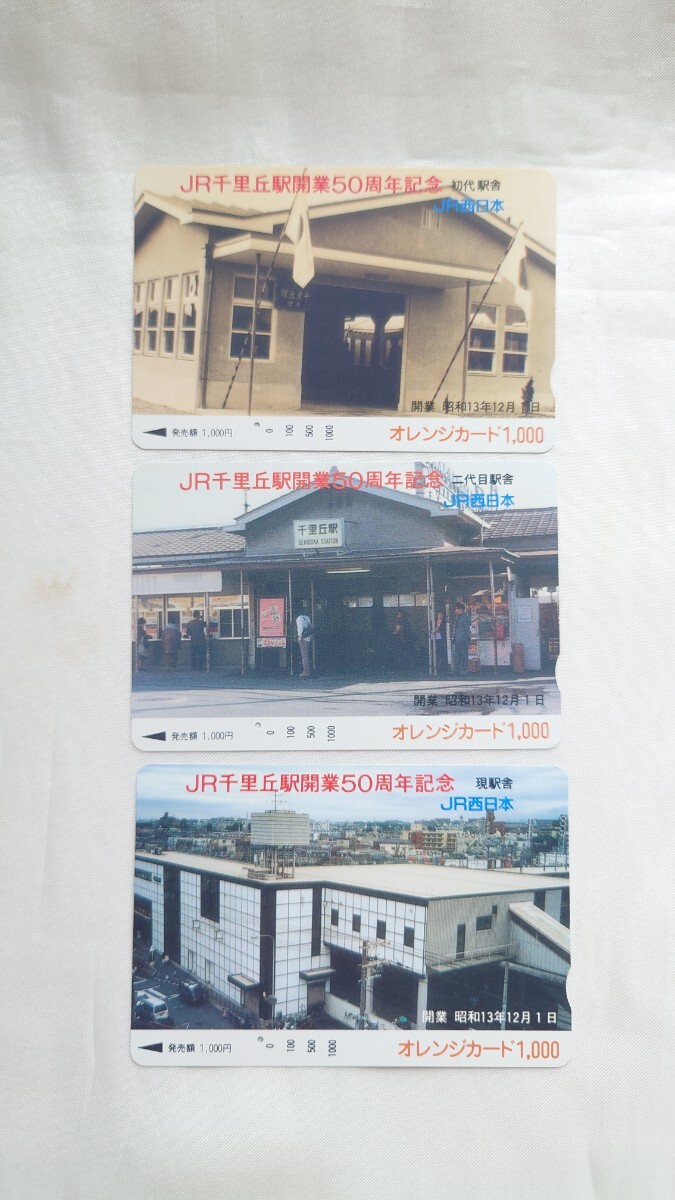 JR千里丘駅開業50周年記念 初代駅舎
JR西日本
開業 昭和13年12月1日
発売額 1,000円
0 100 500 1000
オレンジカード1,000
JR千里丘駅開業50周年記念 二代目駅舎
JR西日本
千里丘駅
SENRIOKA STATION
開業 昭和13年12月1日
発売額 1,000円
0 100 500 1000
オレンジカード1,000
JR千里丘駅開業50周年記念 現駅舎
JR西日本
開業 昭和13年12月1日
発売額 1,000円
0 100 500 1000
オレンジカード1,000